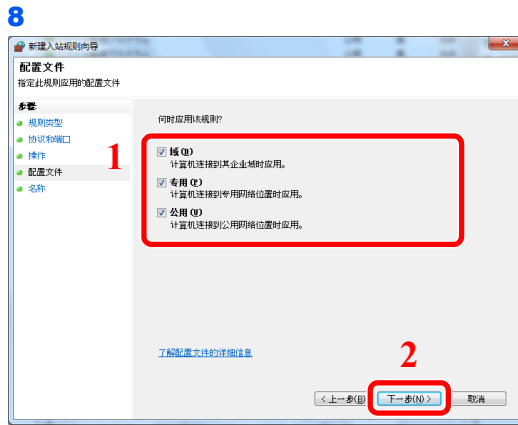 8
新建入站规则向导
配置文件
指定此规则应用的配置文件
步骤:
规则类型
协议和端口
操作
配置文件
名称
何时应用该规则?
1
域(D)
计算机连接到其企业域时应用。
专用(P)
计算机连接到专用网络位置时应用。
公用(U)
计算机连接到公用网络位置时应用。
了解配置文件的详细信息
2
<上一步(B)
下一步(N)>
取消